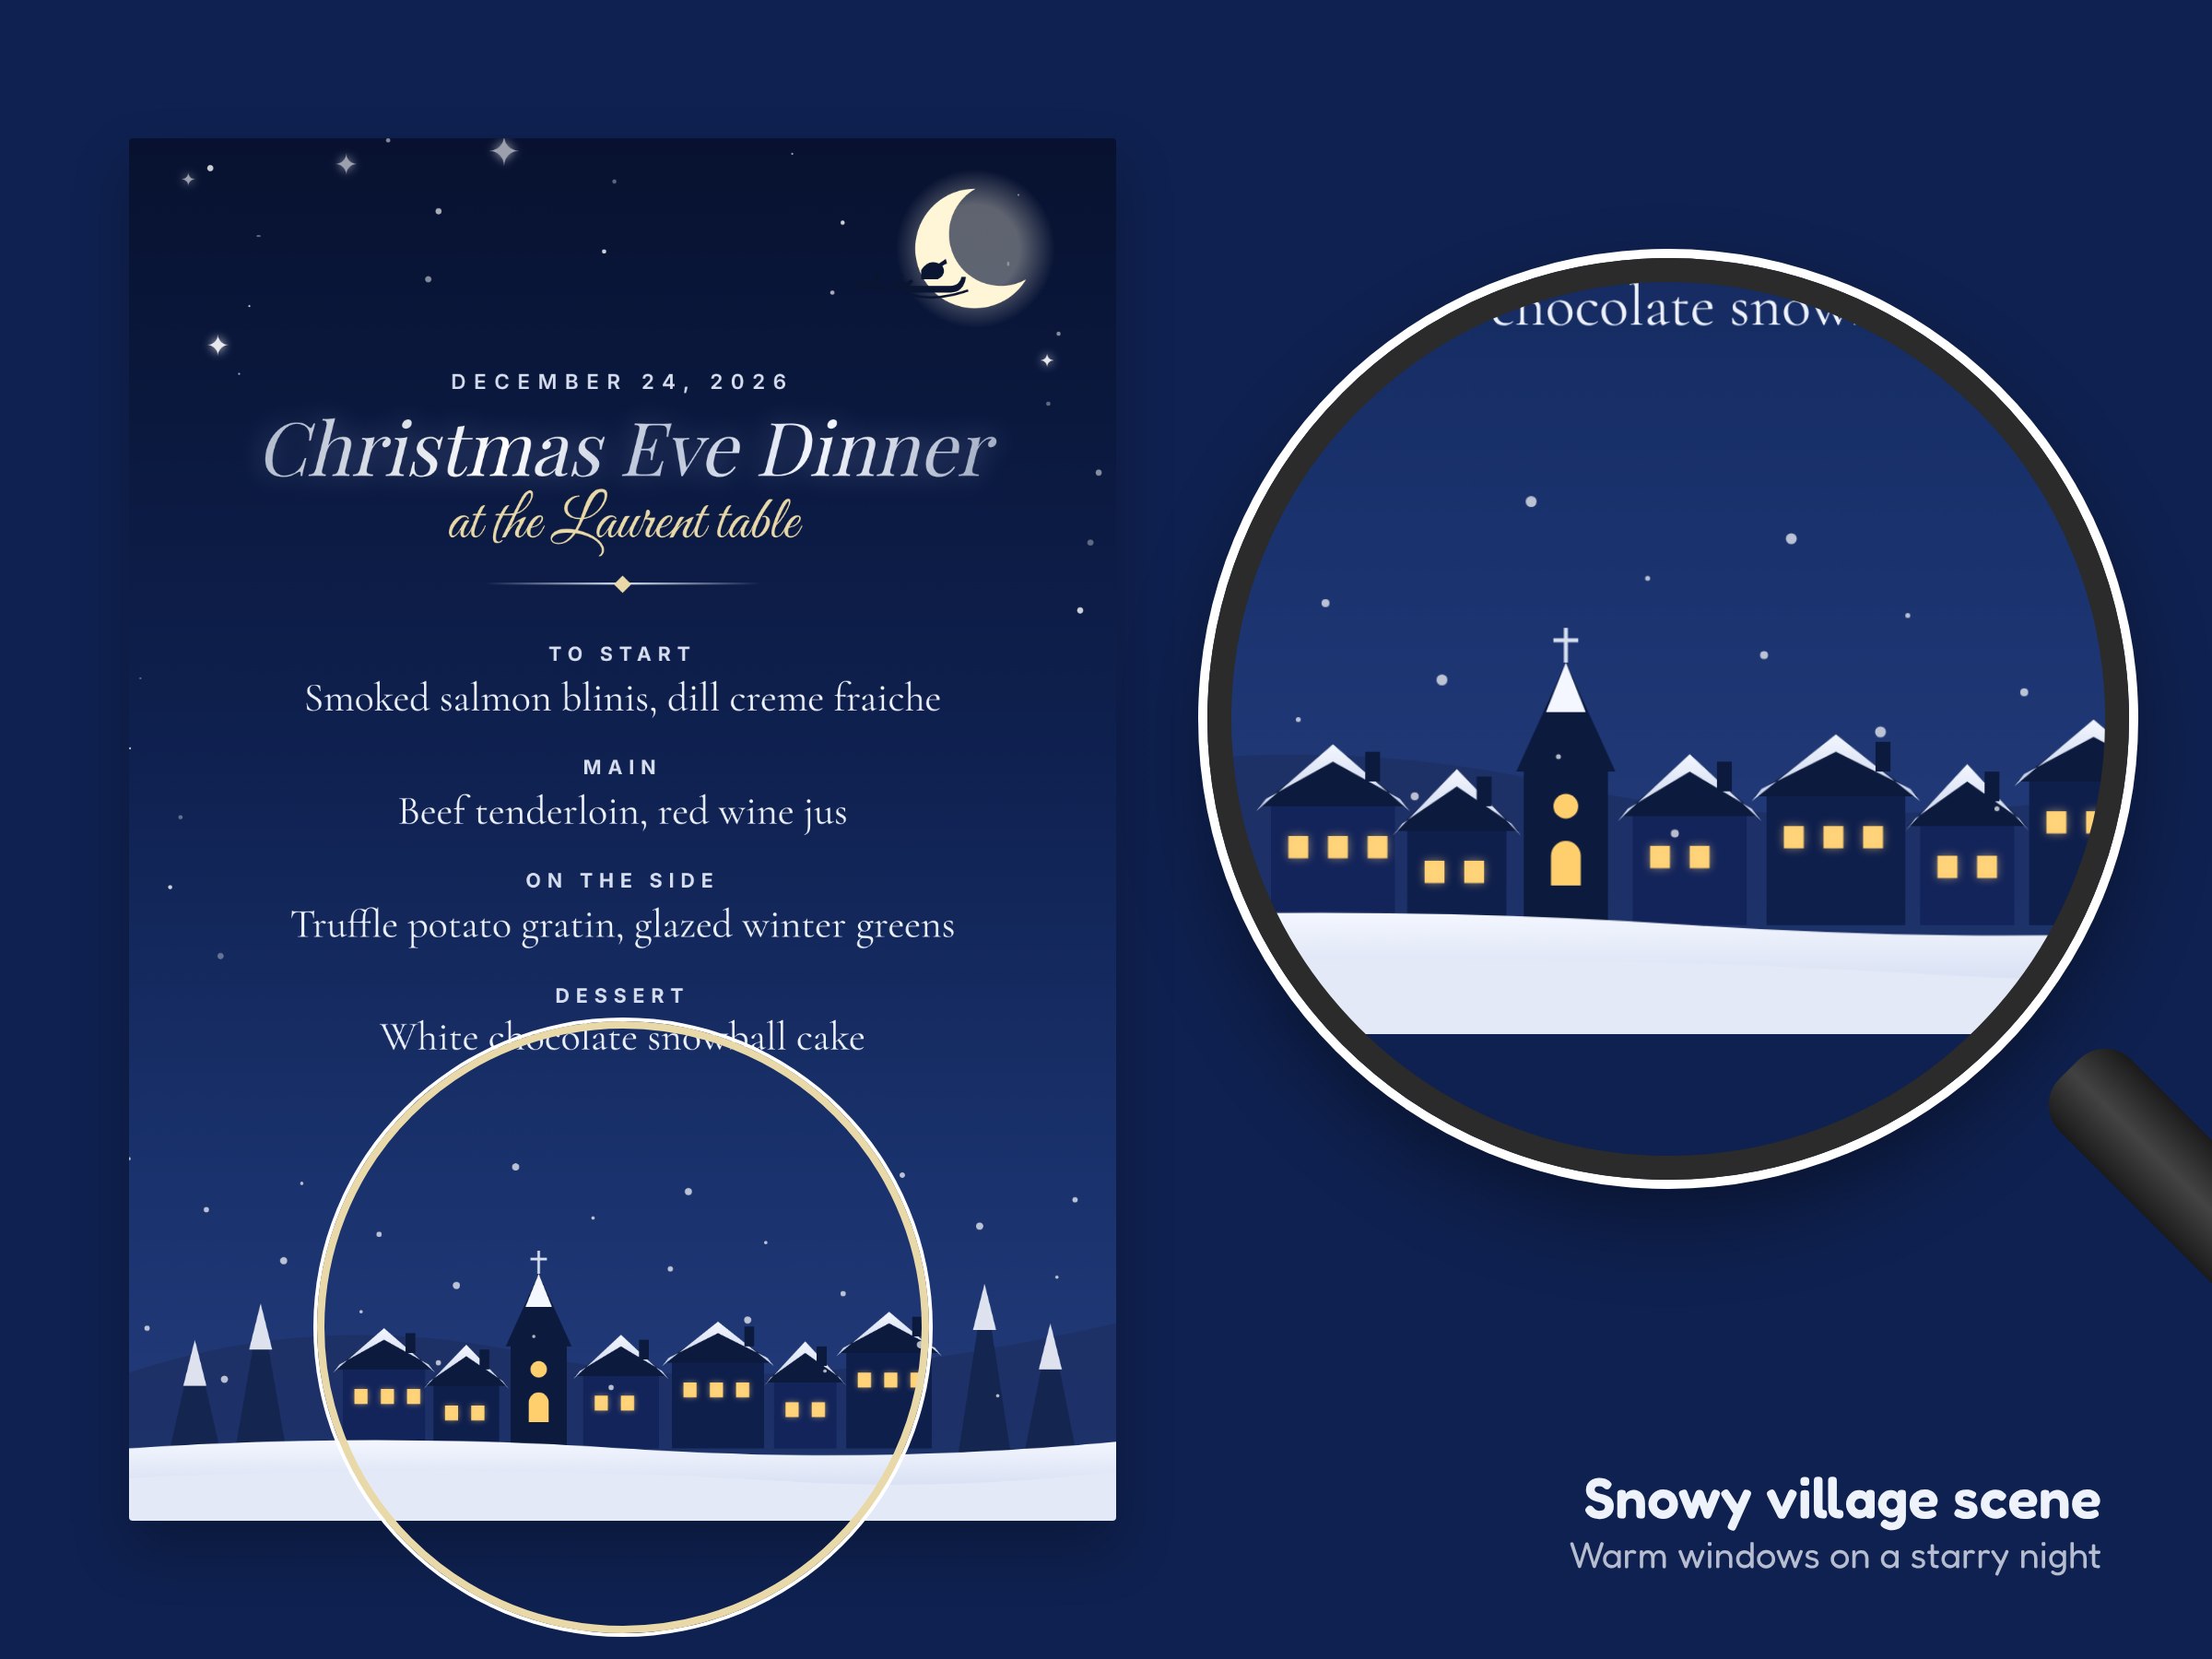 DECEMBER 24, 2026
Christmas Eve Dinner
at the Laurent table
TO START
Smoked salmon blinis, dill creme fraiche
MAIN
Beef tenderloin, red wine jus
ON THE SIDE
Truffle potato gratin, glazed winter greens
DESSERT
White chocolate snowball cake
chocolate snow
Snowy village scene
Warm windows on a starry night